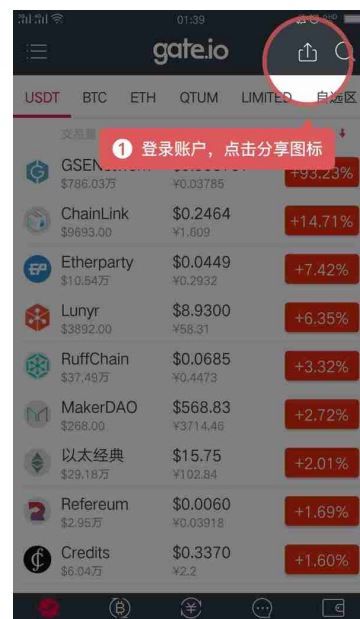 01:39
gate.io
USDT BTC ETH QTUM LIMITED 自选区
交易量
1 登录账户，点击分享图标
$786.03万 ¥0.03785 +93.23%
ChainLink $0.2464 +14.71%
$9693.00 ¥1.609
Etherparty $0.0449 +7.42%
$10.54万 ¥0.2932
Lunyr $8.9300 +6.35%
$3892.00 ¥58.31
RuffChain $0.0685 +3.32%
$37.49万 ¥0.4473
MakerDAO $568.83 +2.72%
$268.00 ¥3714.46
以太经典 $15.75 +2.01%
$29.18万 ¥102.84
Refereum $0.0060 +1.69%
$2.95万 ¥0.03918
Credits $0.3370 +1.60%
$6.04万 ¥2.2